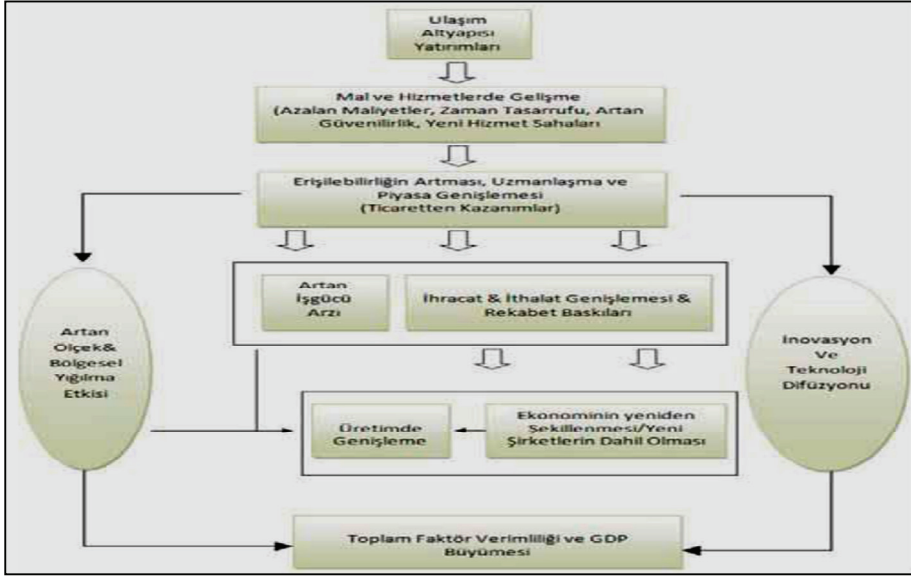 Ulaşım
Altyapısı
Yatırımları
Mal ve Hizmetlerde Gelişme
(Azalan Maliyetler, Zaman Tasarrufu, Artan
Güvenilirlik, Yeni Hizmet Sahaları
Erişilebilirliğin Artması, Uzmanlaşma ve
Piyasa Genişlemesi
(Ticaretten Kazanımlar)
Artan
İşgücü
Arzı
İhracat & İthalat Genişlemesi &
Rekabet Baskıları
Artan
Ölçek&
Bölgesel
Yığılma
Etkisi
İnovasyon
Ve
Teknoloji
Difüzyonu
Üretimde
Genişleme
Ekonominin yeniden
Şekillenmesi/Yeni
Şirketlerin Dahil Olması
Toplam Faktör Verimliliği ve GDP
Büyümesi